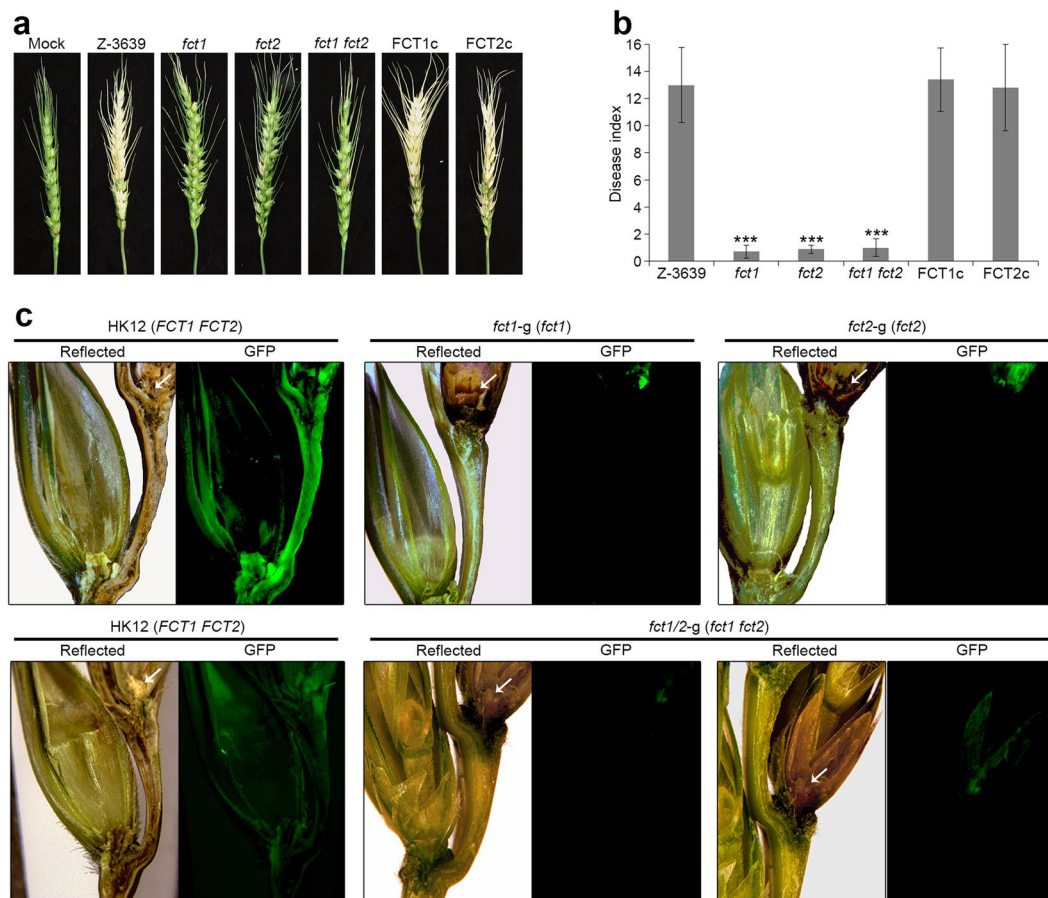 a
Mock Z-3639 fct1 fct2 fct1 fct2 FCT1c FCT2c
b
Disease index
16
14
12
10
8
6
4
2
0
*** *** ***
Z-3639 fct1 fct2 fct1 fct2 FCT1c FCT2c
c
HK12 (FCT1 FCT2) fct1-g (fct1) fct2-g (fct2)
Reflected GFP Reflected GFP Reflected GFP
HK12 (FCT1 FCT2) fct1/2-g (fct1 fct2)
Reflected GFP Reflected GFP Reflected GFP